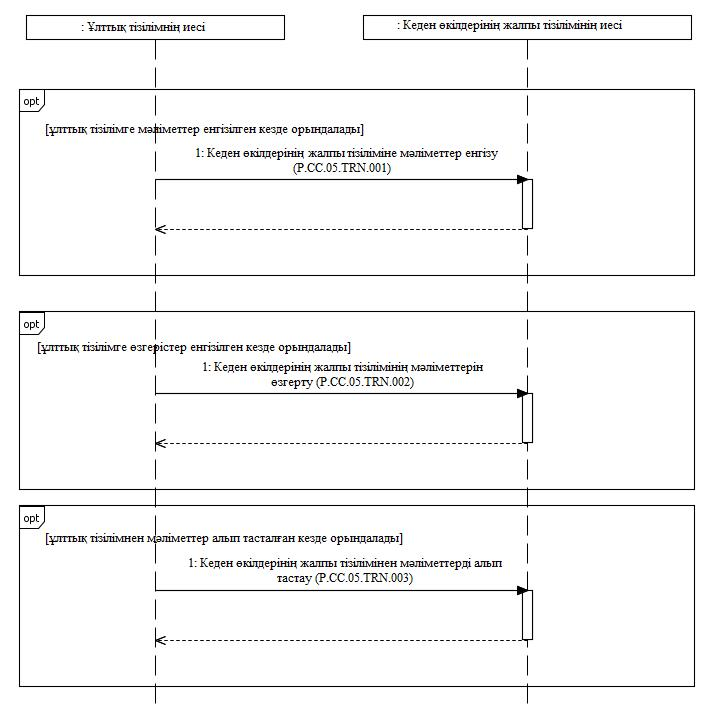 : Ұлттық тізілімнің иесі
: Кеден өкілдерінің жалпы тізілімінің иесі
opt
[ұлттық тізілімге мәліметтер енгізілген кезде орындалады]
1: Кеден өкілдерінің жалпы тізіліміне мәліметтер енгізу
(P.CC.05.TRN.001)
opt
[ұлттық тізілімге өзгерістер енгізілген кезде орындалады]
1: Кеден өкілдерінің жалпы тізілімінің мәліметтерін
өзгерту (P.CC.05.TRN.002)
opt
[ұлттық тізілімнен мәліметтер алып тасталған кезде орындалады]
1: Кеден өкілдерінің жалпы тізілімінен мәліметтерді алып
тастау (P.CC.05.TRN.003)